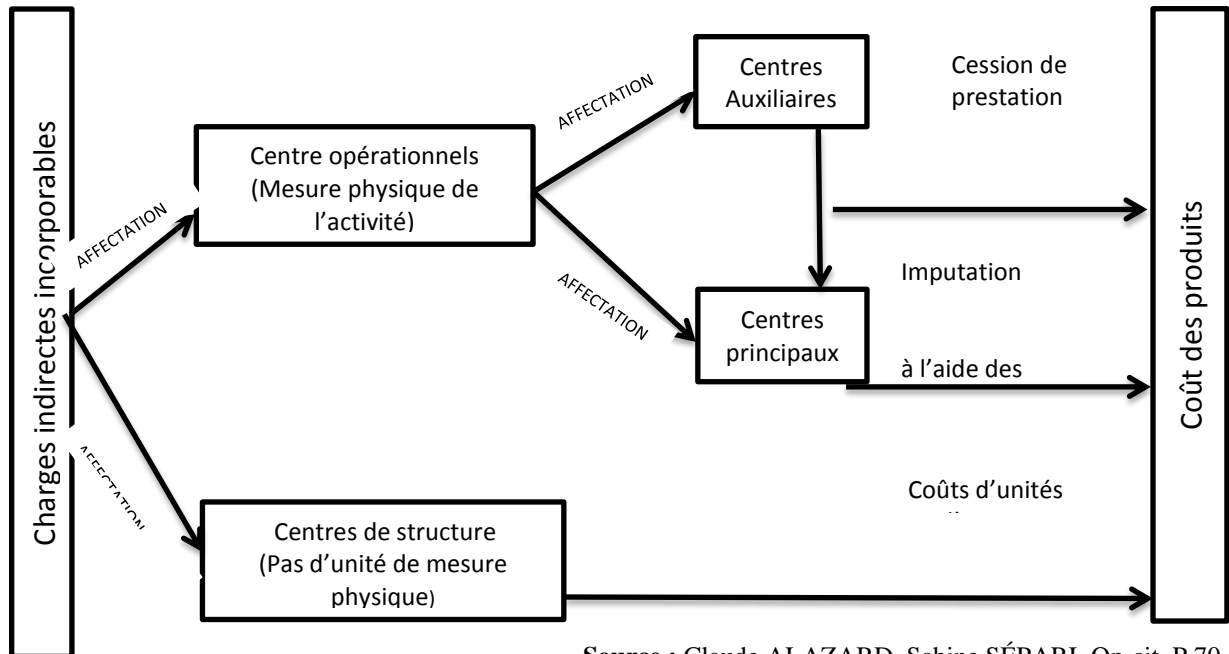 Charges indirectes incorporables
AFFECTATION
AFFECTATION
Centre opérationnels
(Mesure physique de
l’activité)
Centres de structure
(Pas d’unité de mesure
physique)
AFFECTATION
AFFECTATION
Centres
Auxiliaires
Centres
principaux
Cession de
prestation
Imputation
à l’aide des
Coûts d’unités
Coût des produits
Source : Claude ALAZARD, Sabine SÉPARI, Op-cit, P 70